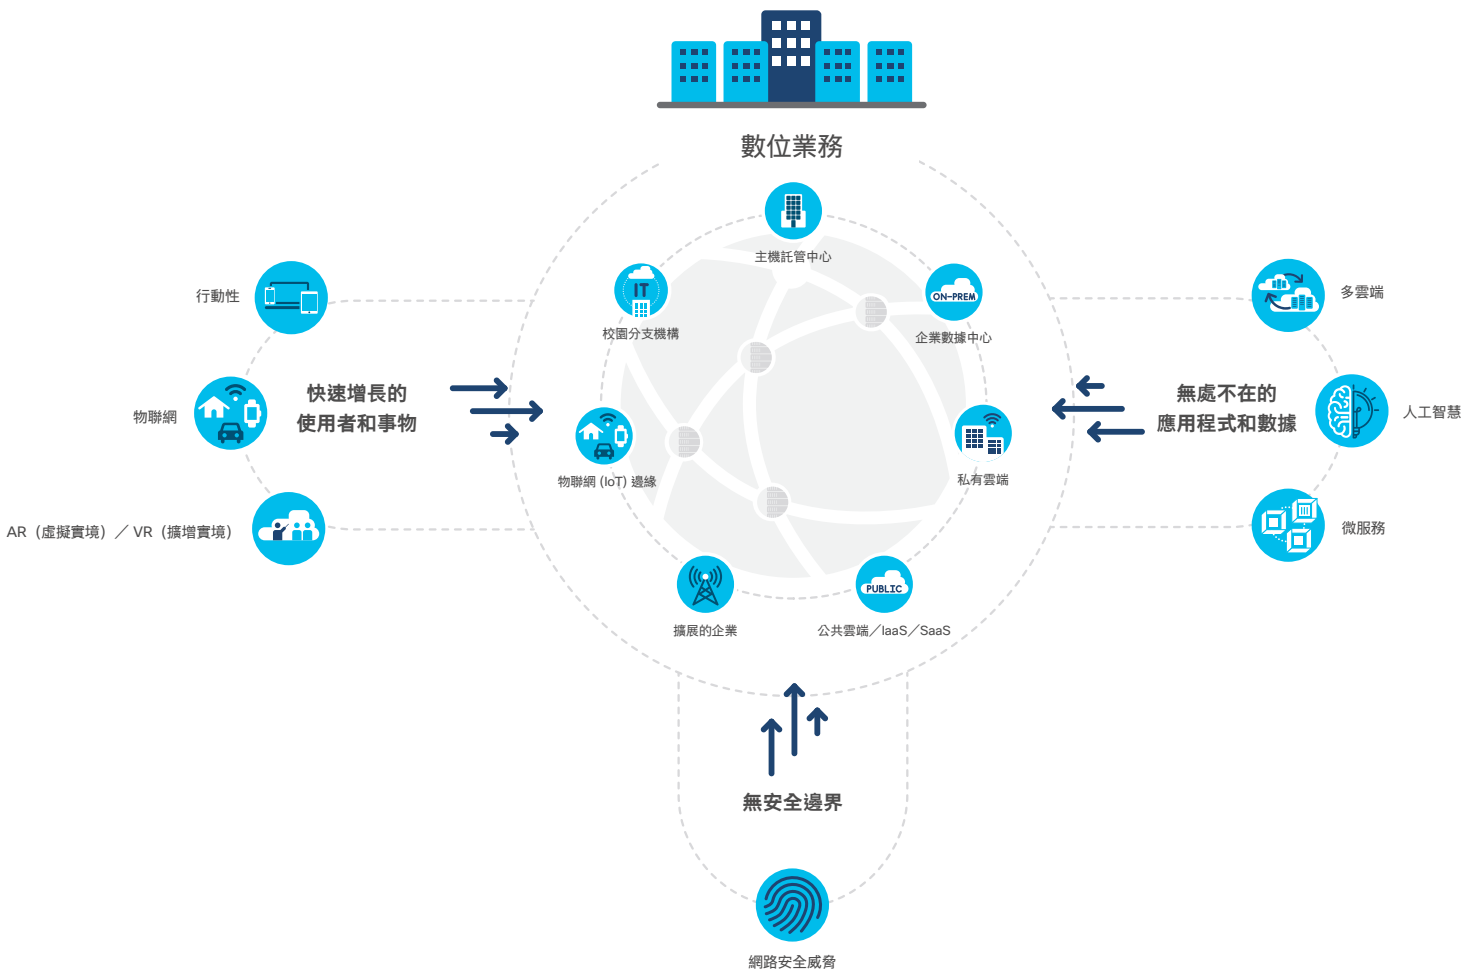 數位業務
主機託管中心
IT
校園分支機構
ON-PREM
企業數據中心
行動性
物聯網
AR（虛擬實境）／ VR（擴增實境）
快速增長的
使用者和事物
物聯網 (IoT) 邊緣
私有雲端
擴展的企業
PUBLIC
公共雲端／IaaS／SaaS
無處不在的
應用程式和數據
多雲端
人工智慧
微服務
無安全邊界
網路安全威脅